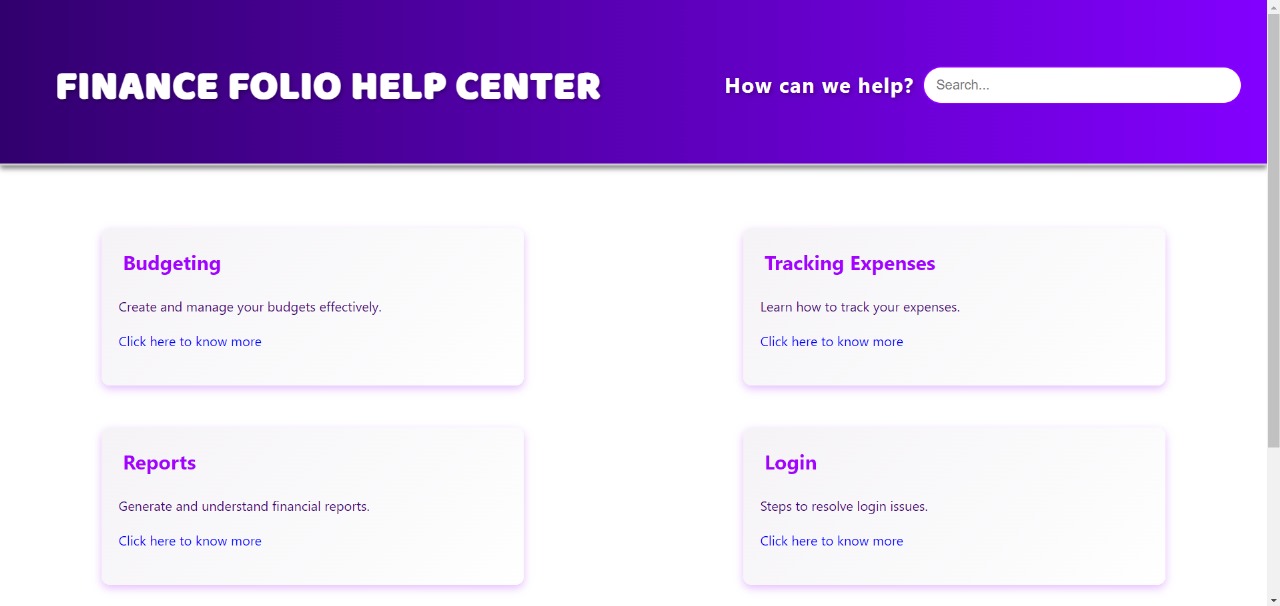 FINANCE FOLIO HELP CENTER
How can we help?
Search...
Budgeting
Create and manage your budgets effectively.
Click here to know more
Tracking Expenses
Learn how to track your expenses.
Click here to know more
Reports
Generate and understand financial reports.
Click here to know more
Login
Steps to resolve login issues.
Click here to know more